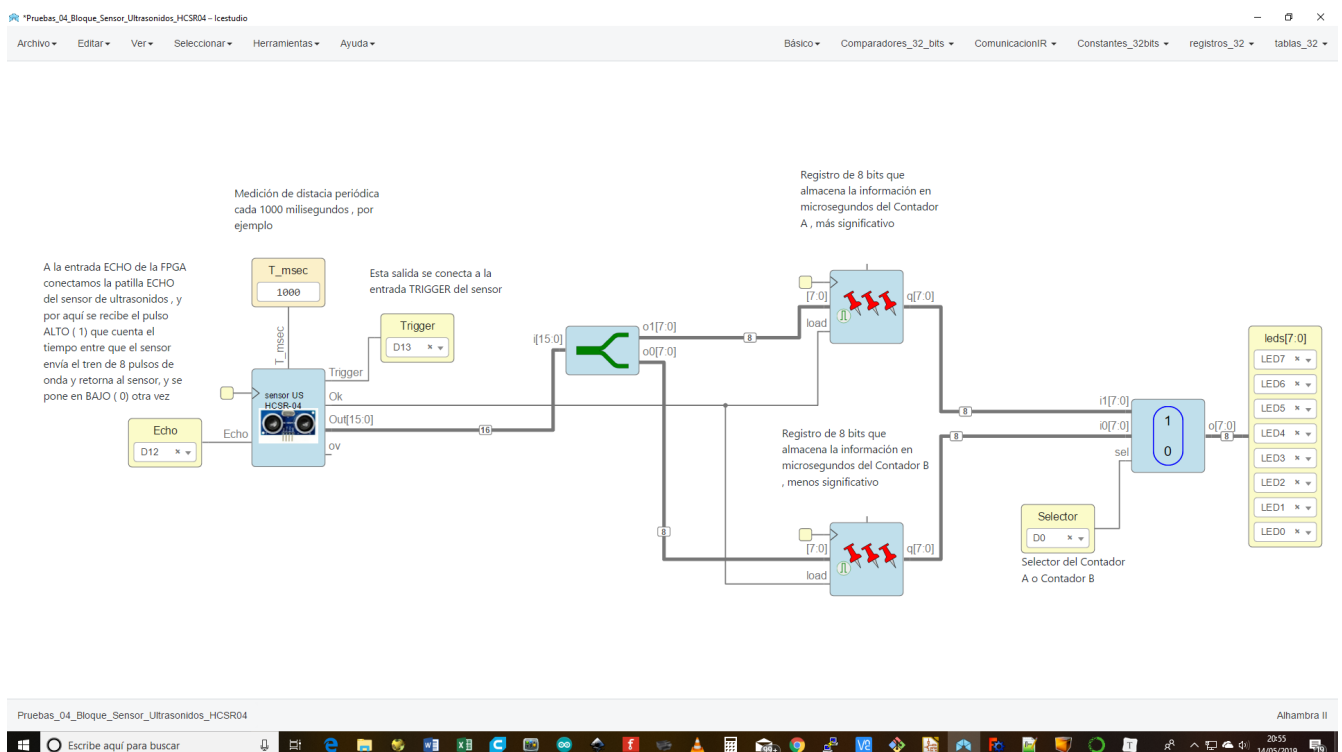 *Pruebas_04_Bloque_Sensor_Ultrasonidos_HCSR04 – Icestudio
Archivo Editar Ver Seleccionar Herramientas Ayuda
Básico Comparadores_32_bits ComunicacionIR Constantes_32bits registros_32 tablas_32
Medición de distacia periódica
cada 1000 milisegundos , por
ejemplo
A la entrada ECHO de la FPGA
conectamos la patilla ECHO
del sensor de ultrasonidos , y
por aquí se recibe el pulso
ALTO ( 1) que cuenta el
tiempo entre que el sensor
envía el tren de 8 pulsos de
onda y retorna al sensor, y se
pone en BAJO ( 0) otra vez
T_msec
1000
T_msec
Esta salida se conecta a la
entrada TRIGGER del sensor
Trigger
D13
Echo
D12
Echo
sensor US
HCSR-04
Trigger
Ok
Out[15:0]
ov
16
i[15:0]
o1[7:0]
o0[7:0]
8
8
Registro de 8 bits que
almacena la información en
microsegundos del Contador
A , más significativo
[7:0]
load
q[7:0]
8
Registro de 8 bits que
almacena la información en
microsegundos del Contador B
, menos significativo
[7:0]
load
q[7:0]
8
i1[7:0]
i0[7:0]
sel
1
0
o[7:0]
8
Selector
D0
Selector del Contador
A o Contador B
leds[7:0]
LED7
LED6
LED5
LED4
LED3
LED2
LED1
LED0
Pruebas_04_Bloque_Sensor_Ultrasonidos_HCSR04
Alhambra II
Escribe aquí para buscar
99+
20:55
14/05/2019
19